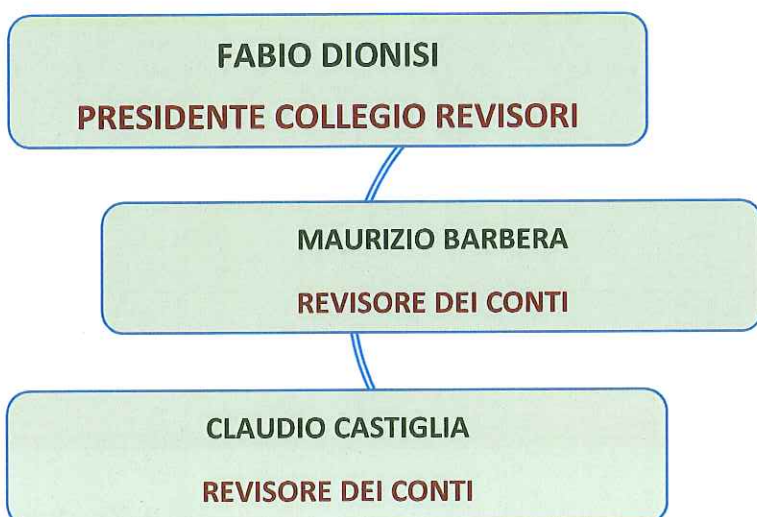 FABIO DIONISI
PRESIDENTE COLLEGIO REVISORI
MAURIZIO BARBERA
REVISORE DEI CONTI
CLAUDIO CASTIGLIA
REVISORE DEI CONTI